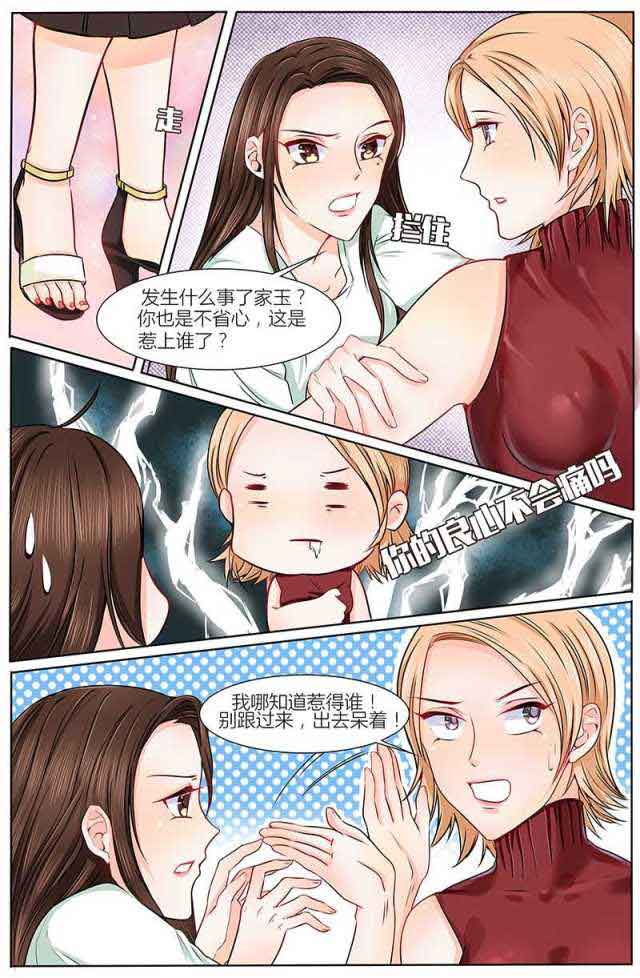 走
拦住
发生什么事了家玉？
你也是不省心，这是
惹上谁了？
你的良心不会痛吗
我哪知道惹得谁！
别跟过来，出去呆着！